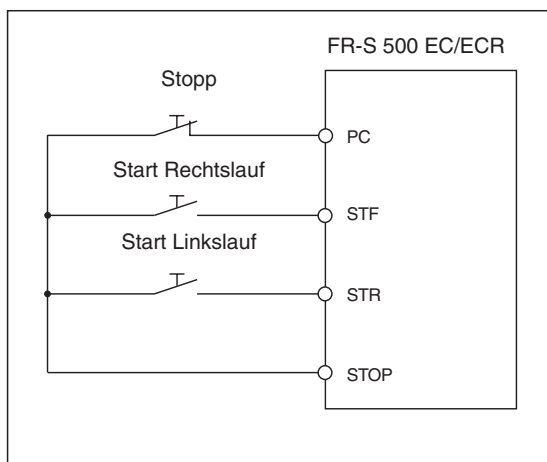 FR-S 500 EC/ECR
Stopp
PC
Start Rechtslauf
STF
Start Linkslauf
STR
STOP